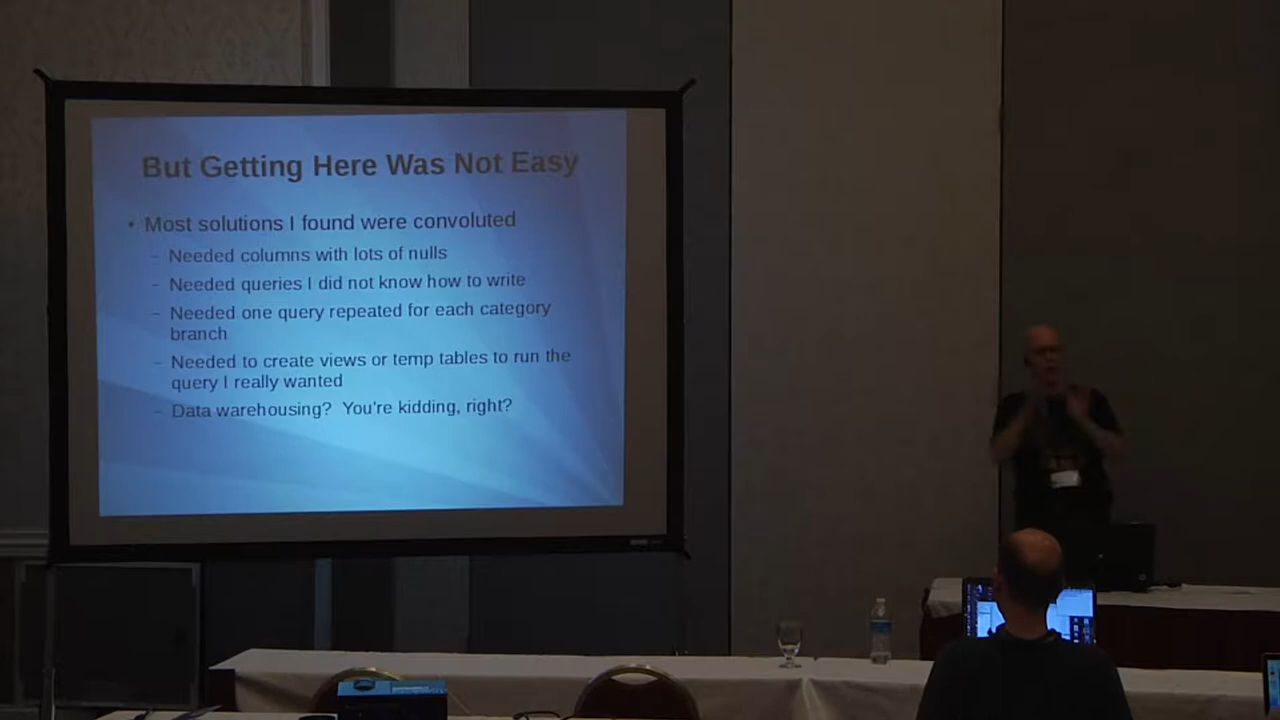 But Getting Here Was Not Easy
• Most solutions I found were convoluted
– Needed columns with lots of nulls
– Needed queries I did not know how to write
– Needed one query repeated for each category
branch
– Needed to create views or temp tables to run the
query I really wanted
– Data warehousing?  You're kidding, right?